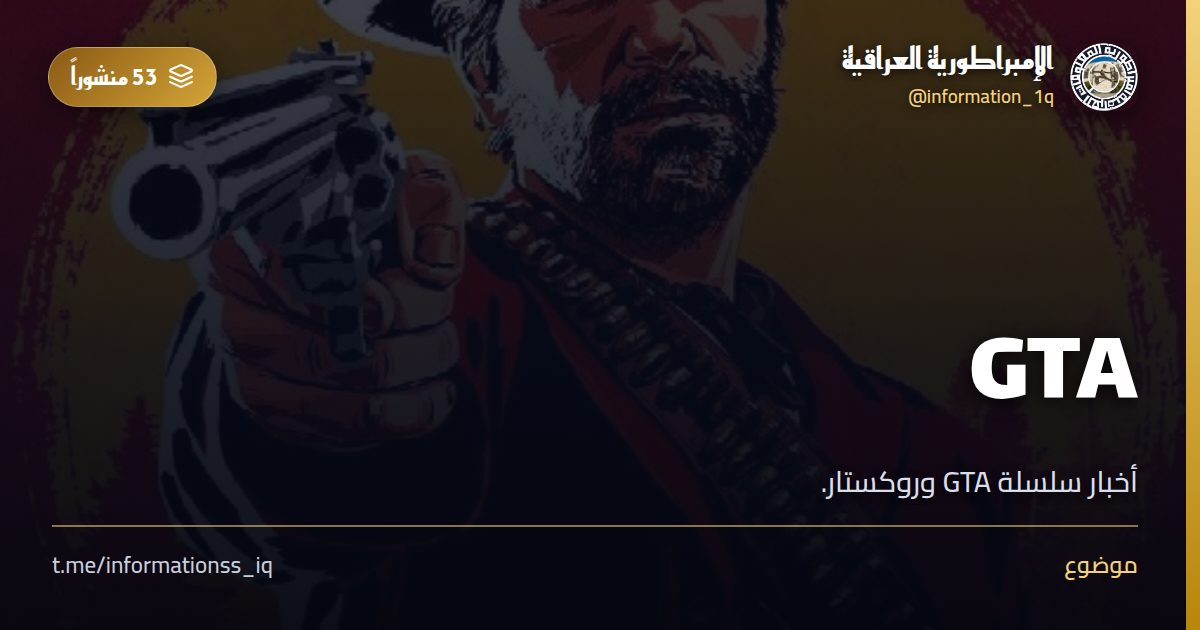 الإمبراطورية العراقية
@information_1q
53 منشوراً
GTA
أخبار سلسلة GTA وروكستار.
موضوع
t.me/informationss_iq